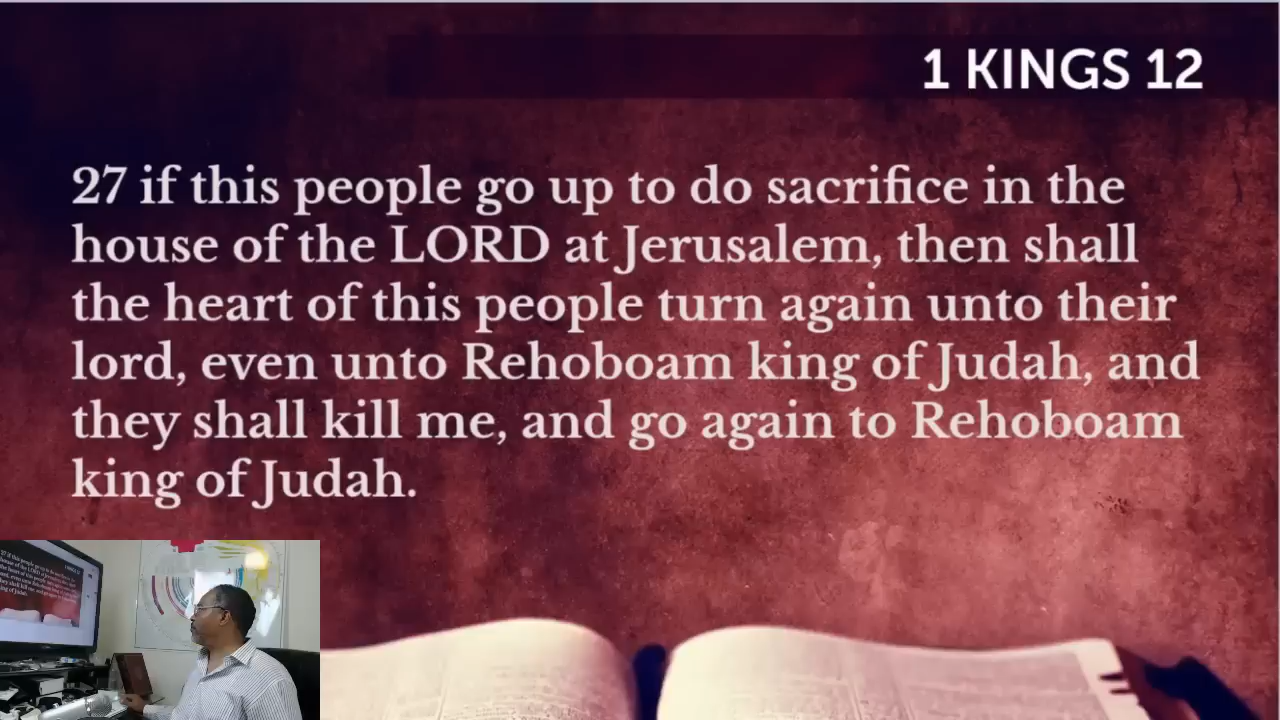 1 KINGS 12
27 if this people go up to do sacrifice in the
house of the LORD at Jerusalem, then shall
the heart of this people turn again unto their
lord, even unto Rehoboam king of Judah, and
they shall kill me, and go again to Rehoboam
king of Judah.